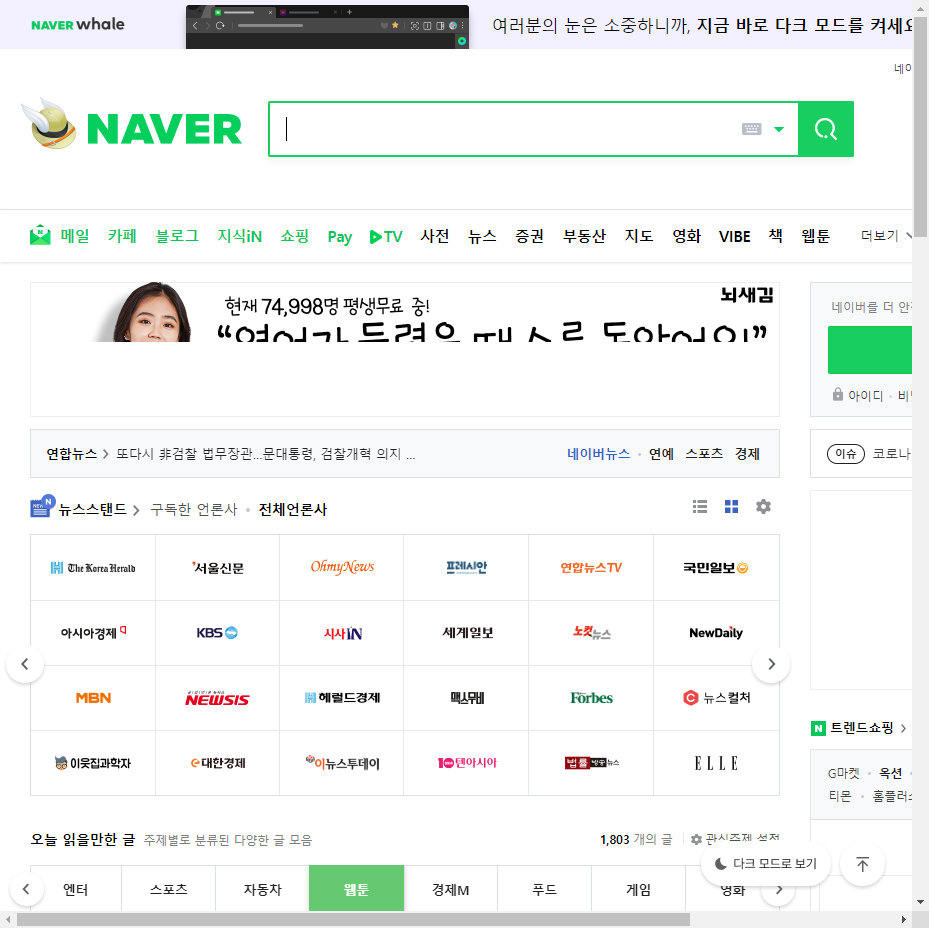 NAVER whale
여러분의 눈은 소중하니까, 지금 바로 다크 모드를 켜세요
네이
NAVER
메일 카페 블로그 지식iN 쇼핑 Pay TV 사전 뉴스 증권 부동산 지도 영화 VIBE 책 웹툰 더보기
뇌새김
현재 74,998명 평생무료 중!
네이버를 더 안전
아이디 · 비밀
연합뉴스 > 또다시 非검찰 법무장관...문대통령, 검찰개혁 의지 ...
네이버뉴스 · 연예 스포츠 경제
이슈 코로나
뉴스스탠드 > 구독한 언론사 · 전체언론사
The Korea Herald 서울신문 OhmyNews 프레시안 연합뉴스TV 국민일보
아시아경제 KBS 시사IN 세계일보 노컷뉴스 NewDaily
MBN NEWSIS 헤럴드경제 맥스무비 Forbes 뉴스컬처
N 트렌드쇼핑 >
이웃집과학자 대한경제 이뉴스투데이 10 텐아시아 법률방송뉴스 ELLE
G마켓 · 옥션
티몬 · 홈플러스
오늘 읽을만한 글 주제별로 분류된 다양한 글 모음
1,803 개의 글 관심주제 설정
다크 모드로 보기
엔터 스포츠 자동차 웹툰 경제M 푸드 게임 영화